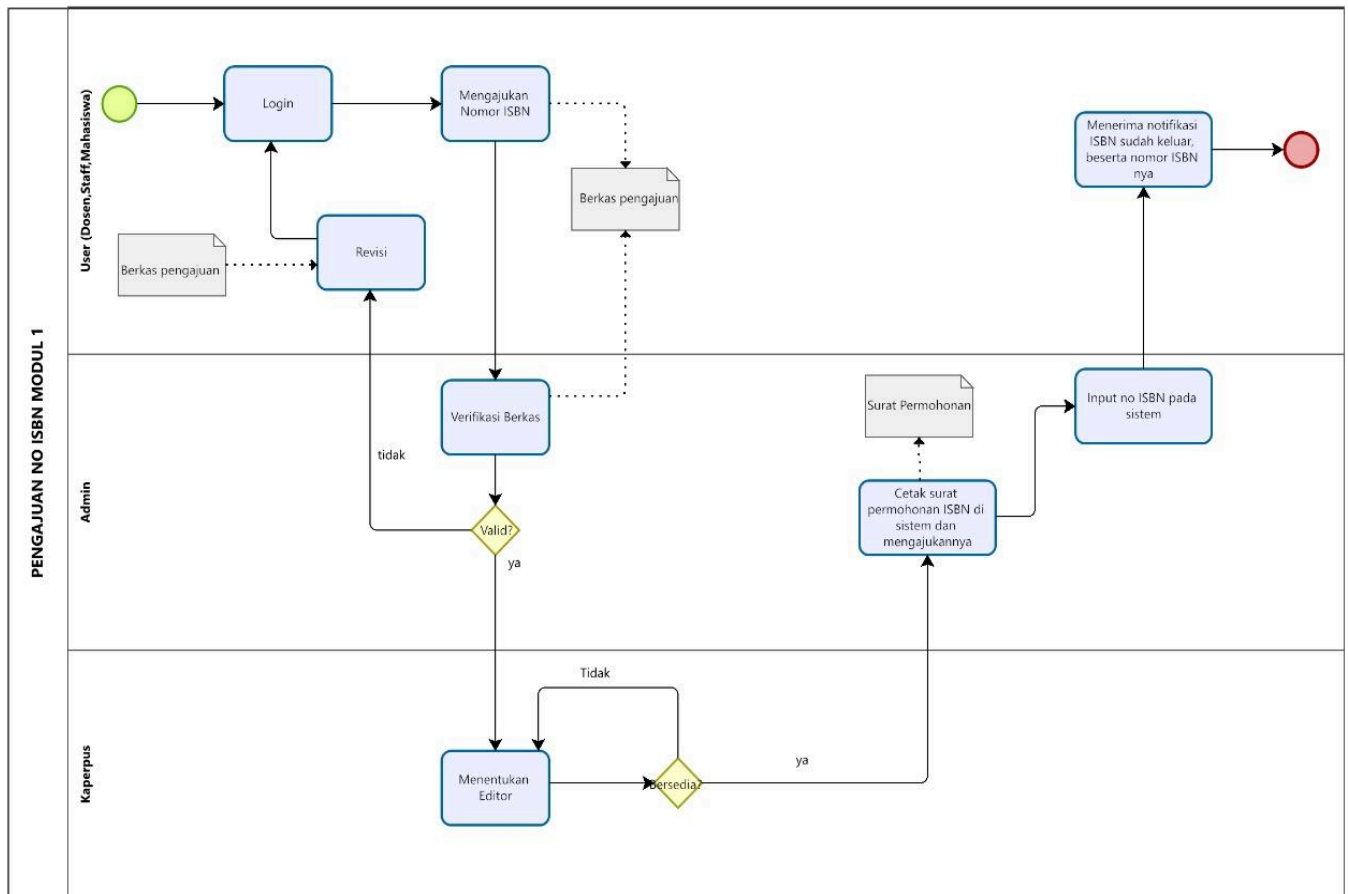 PENGAJUAN NO ISBN MODUL 1
User (Dosen,Staff,Mahasiswa)
Login
Mengajukan
Nomor ISBN
Berkas pengajuan
Menerima notifikasi
ISBN sudah keluar,
beserta nomor ISBN
nya
Revisi
Berkas pengajuan
Admin
Verifikasi Berkas
tidak
Valid?
ya
Surat Permohonan
Cetak surat
permohonan ISBN di
sistem dan
mengajukannya
Input no ISBN pada
sistem
Kaperpus
Tidak
Menentukan
Editor
Bersedia?
ya